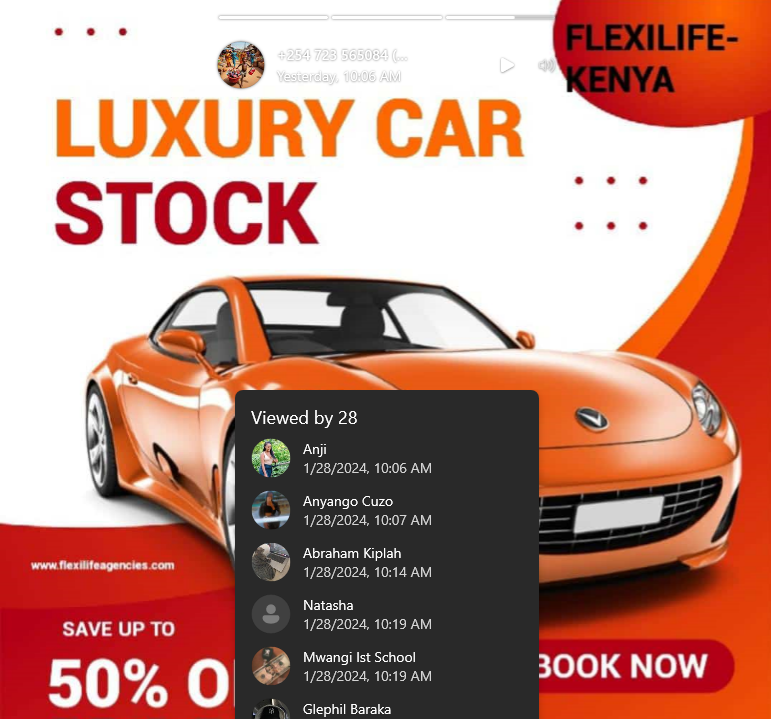 +254 723 565084 (...
Yesterday, 10:06 AM
FLEXILIFE-
KENYA
LUXURY CAR
STOCK
Viewed by 28
Anji
1/28/2024, 10:06 AM
Anyango Cuzo
1/28/2024, 10:07 AM
Abraham Kiplah
1/28/2024, 10:14 AM
Natasha
1/28/2024, 10:19 AM
Mwangi Ist School
1/28/2024, 10:19 AM
Glephil Baraka
www.flexilifeagencies.com
SAVE UP TO
50% O
BOOK NOW